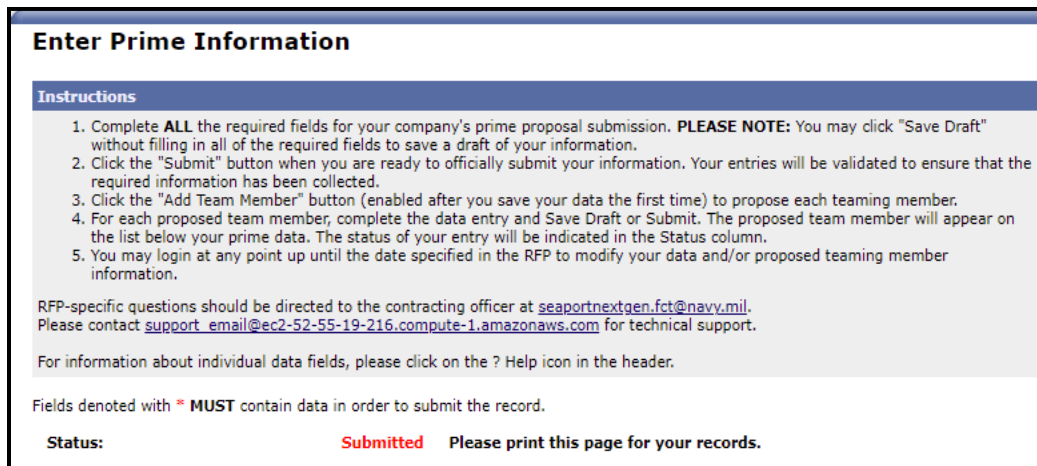 Enter Prime Information
Instructions
1. Complete ALL the required fields for your company's prime proposal submission. PLEASE NOTE: You may click "Save Draft"
without filling in all of the required fields to save a draft of your information.
2. Click the "Submit" button when you are ready to officially submit your information. Your entries will be validated to ensure that the
required information has been collected.
3. Click the "Add Team Member" button (enabled after you save your data the first time) to propose each teaming member.
4. For each proposed team member, complete the data entry and Save Draft or Submit. The proposed team member will appear on
the list below your prime data. The status of your entry will be indicated in the Status column.
5. You may login at any point up until the date specified in the RFP to modify your data and/or proposed teaming member
information.
RFP-specific questions should be directed to the contracting officer at seaportnextgen.fct@navy.mil.
Please contact support_email@ec2-52-55-19-216.compute-1.amazonaws.com for technical support.
For information about individual data fields, please click on the ? Help icon in the header.
Fields denoted with * MUST contain data in order to submit the record.
Status: Submitted Please print this page for your records.